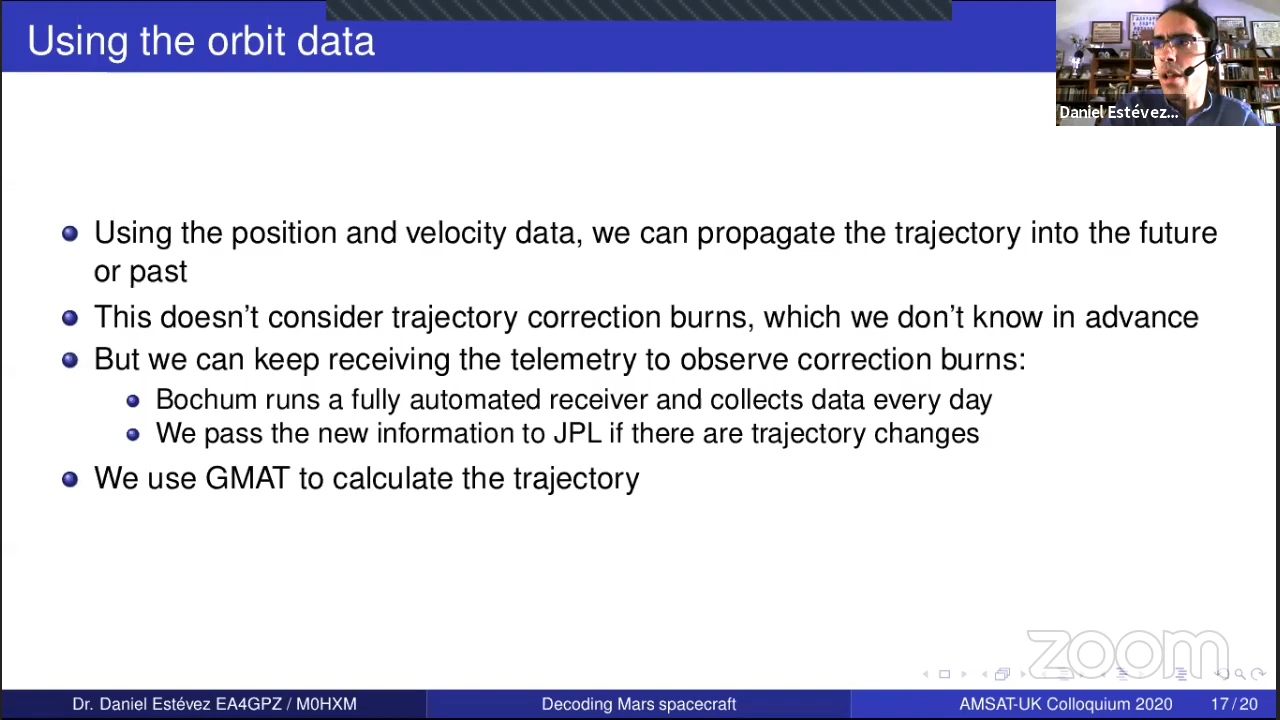 Using the orbit data
Daniel Estévez...
Using the position and velocity data, we can propagate the trajectory into the future
or past
This doesn't consider trajectory correction burns, which we don't know in advance
But we can keep receiving the telemetry to observe correction burns:
Bochum runs a fully automated receiver and collects data every day
We pass the new information to JPL if there are trajectory changes
We use GMAT to calculate the trajectory
zoom
Dr. Daniel Estévez EA4GPZ / M0HXM
Decoding Mars spacecraft
AMSAT-UK Colloquium 2020
17 / 20